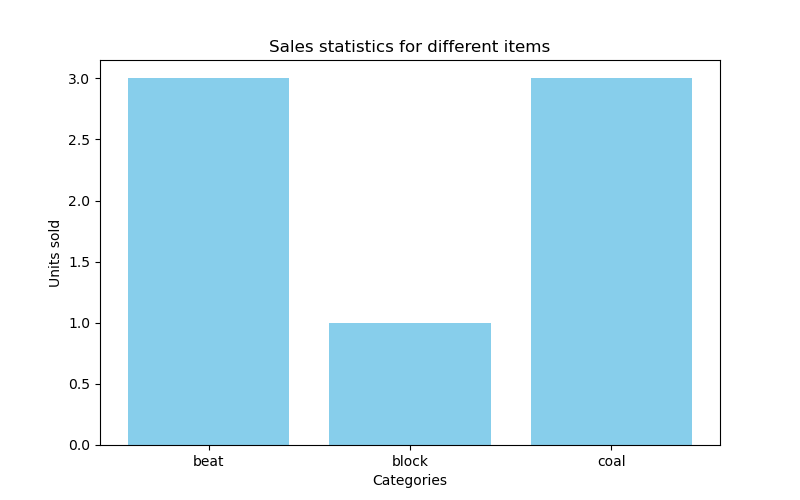 Sales statistics for different items
3.0
2.5
2.0
1.5
1.0
0.5
0.0
Units sold
beat block coal
Categories